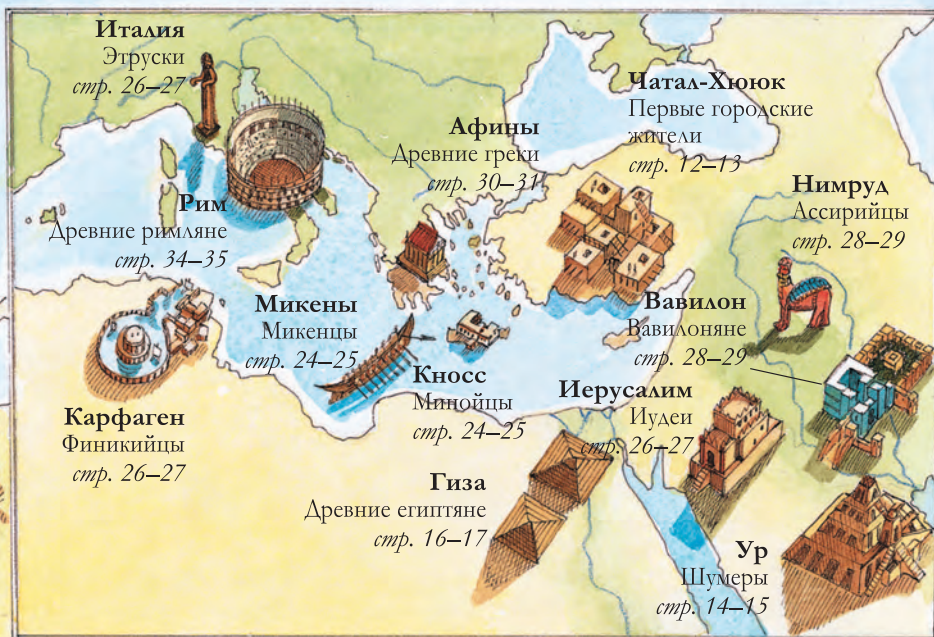 Италия
Этруски
стр. 26–27
Чатал-Хююк
Первые городские
жители
стр. 12–13
Афины
Древние греки
стр. 30–31
Нимруд
Ассирийцы
стр. 28–29
Рим
Древние римляне
стр. 34–35
Микены
Микенцы
стр. 24–25
Вавилон
Вавилоняне
стр. 28–29
Кносс
Минойцы
стр. 24–25
Иерусалим
Иудеи
стр. 26–27
Карфаген
Финикийцы
стр. 26–27
Гиза
Древние египтяне
стр. 16–17
Ур
Шумеры
стр. 14–15